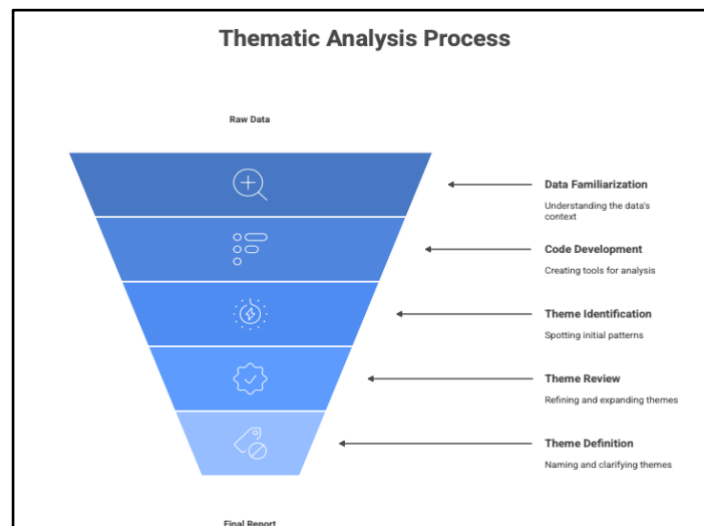 Thematic Analysis Process
Raw Data
Data Familiarization
Understanding the data's
context
Code Development
Creating tools for analysis
Theme Identification
Spotting initial patterns
Theme Review
Refining and expanding themes
Theme Definition
Naming and clarifying themes
Final Report